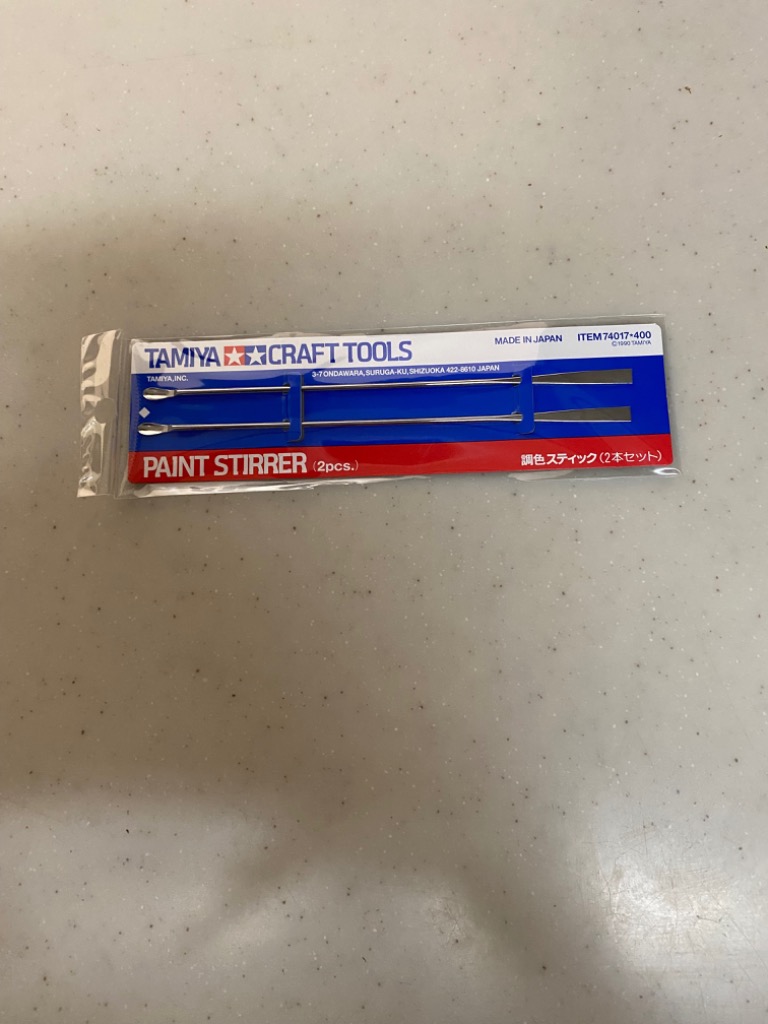 TAMIYA CRAFT TOOLS
MADE IN JAPAN ITEM 74017*400
©1990 TAMIYA
TAMIYA, INC. 3-7 ONDAWARA, SURUGA-KU, SHIZUOKA 422-8610 JAPAN
PAINT STIRRER (2pcs.)
調色スティック(2本セット)